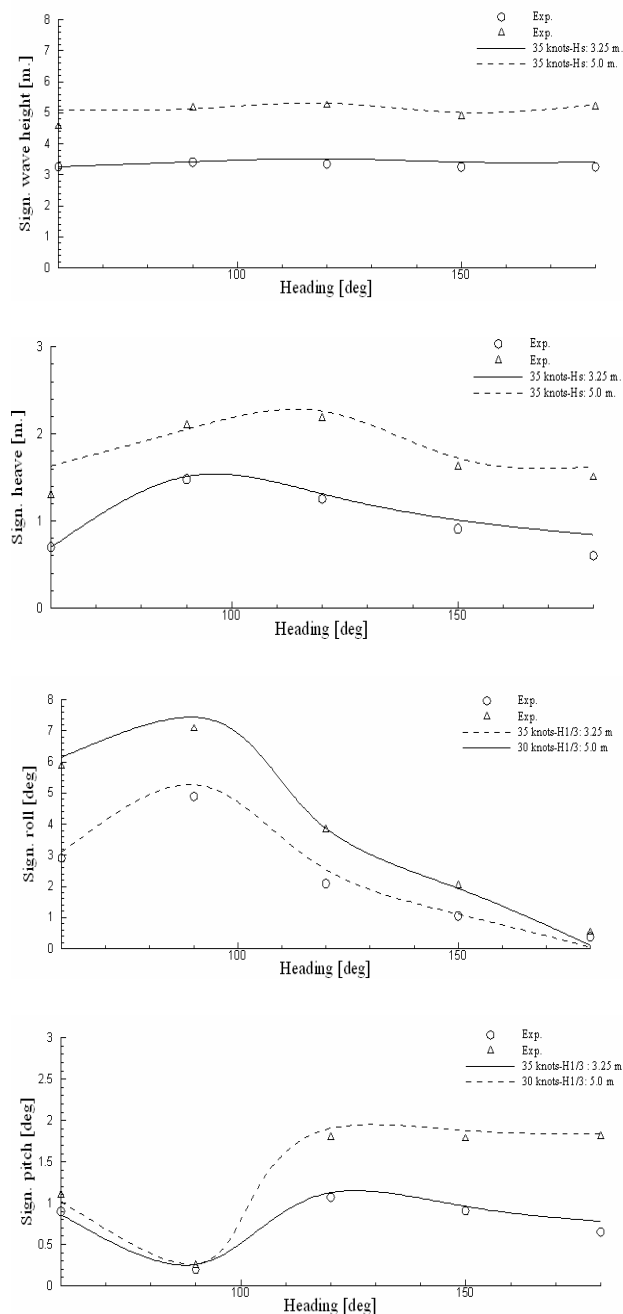 8
7
6
5
4
3
2
1
0
Sign. wave height [m.]
Exp.
Exp.
35 knots-Hs: 3.25 m.
35 knots-Hs: 5.0 m.
100
150
Heading [deg]
3
2
1
0
Sign. heave [m.]
Exp.
Exp.
35 knots-Hs: 3.25 m.
35 knots-Hs: 5.0 m.
100
150
Heading [deg]
8
7
6
5
4
3
2
1
0
Sign. roll [deg]
Exp.
Exp.
35 knots-H1/3: 3.25 m
30 knots-H1/3: 5.0 m
100
150
Heading [deg]
3
2.5
2
1.5
1
0.5
0
Sign. pitch [deg]
Exp.
Exp.
35 knots-H1/3 : 3.25 m
30 knots-H1/3: 5.0 m
100
150
Heading [deg]